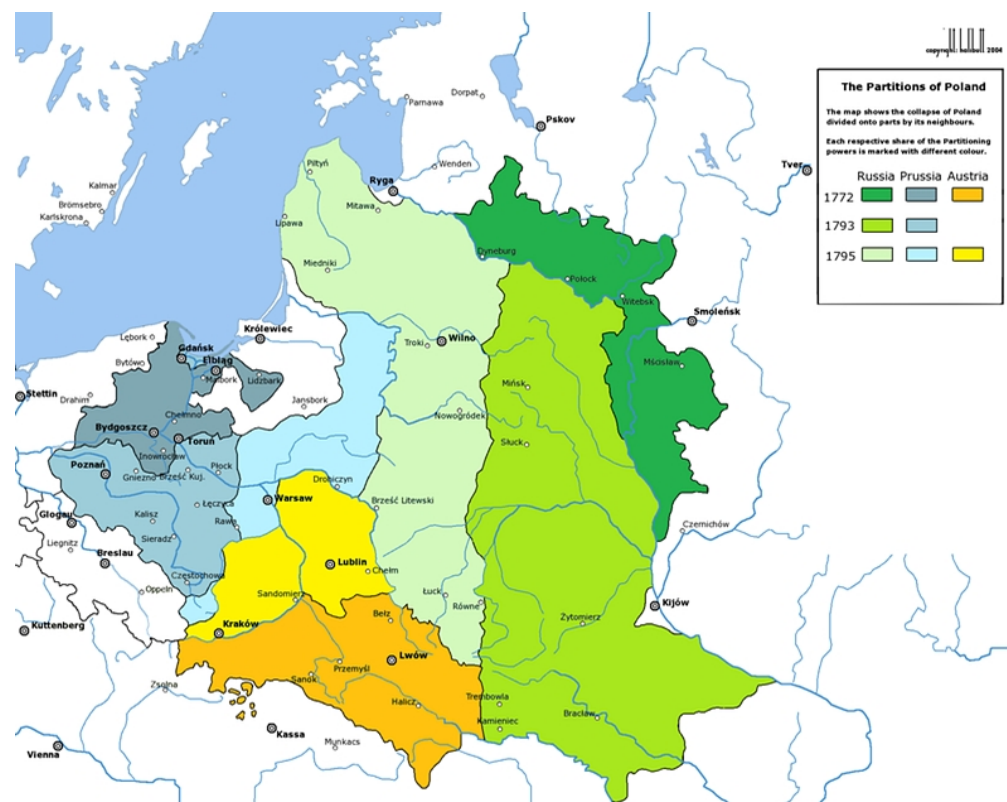 copyright halibutt 2004
The Partitions of Poland
The map shows the collapse of Poland
divided onto parts by its neighbours.
Each respective share of the Partitioning
powers is marked with different colour.
Russia Prussia Austria
1772
1793
1795
Parnawa
Dorpat
Pskov
Tver
Piltyń
Wenden
Ryga
Kalmar
Brömsebro
Karlskrona
Mitawa
Lipawa
Dyneburg
Miedniki
Połock
Witebsk
Smoleńsk
Królewiec
Lębork
Gdańsk
Wilno
Troki
Bytów
Elbląg
Malbork
Lidzbark
Mścisław
Mińsk
Stettin
Drahim
Jansbork
Chełmno
Nowogródek
Bydgoszcz
Toruń
Słuck
Inowrocław
Poznań
Gniezno
Brześć Kuj.
Płock
Drohiczyn
Warsaw
Brześć Litewski
Łęczyca
Kalisz
Rawa
Glogau
Czernichów
Liegnitz
Sieradz
Breslau
Lublin
Chełm
Częstochowa
Oppeln
Sandomierz
Łuck
Równe
Kijów
Bełz
Żytomierz
Kuttenberg
Kraków
Lwów
Przemyśl
Sanok
Zsolna
Halicz
Trembowla
Bracław
Kamieniec
Kassa
Munkacs
Vienna